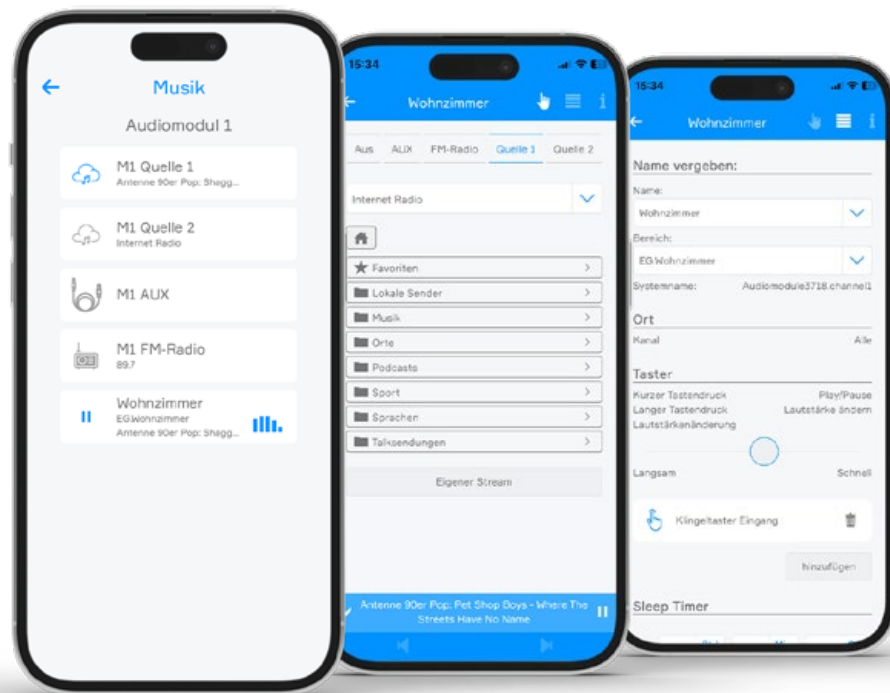 Musik
Audiomodul 1
M1 Quelle 1
Antenne 90er Pop: Shagg...
M1 Quelle 2
Internet Radio
M1 AUX
M1 FM-Radio
89.7
Wohnzimmer
EG.Wohnzimmer
Antenne 90er Pop: Shagg...
15:34
Wohnzimmer
Aus AUX FM-Radio Quelle 1 Quelle 2
Internet Radio
Favoriten
Lokale Sender
Musik
Orte
Podcasts
Sport
Sprachen
Talksendungen
Eigener Stream
Antenne 90er Pop: Pet Shop Boys - Where The
Streets Have No Name
15:34
Wohnzimmer
Name vergeben:
Name:
Wohnzimmer
Bereich:
EG.Wohnzimmer
Systemname: Audiomodule3718.channel1
Ort
Kanal Alle
Taster
Kurzer Tastendruck Play/Pause
Langer Tastendruck Lautstärke ändern
Lautstärkenänderung
Langsam Schnell
Klingeltaster Eingang
hinzufügen
Sleep Timer